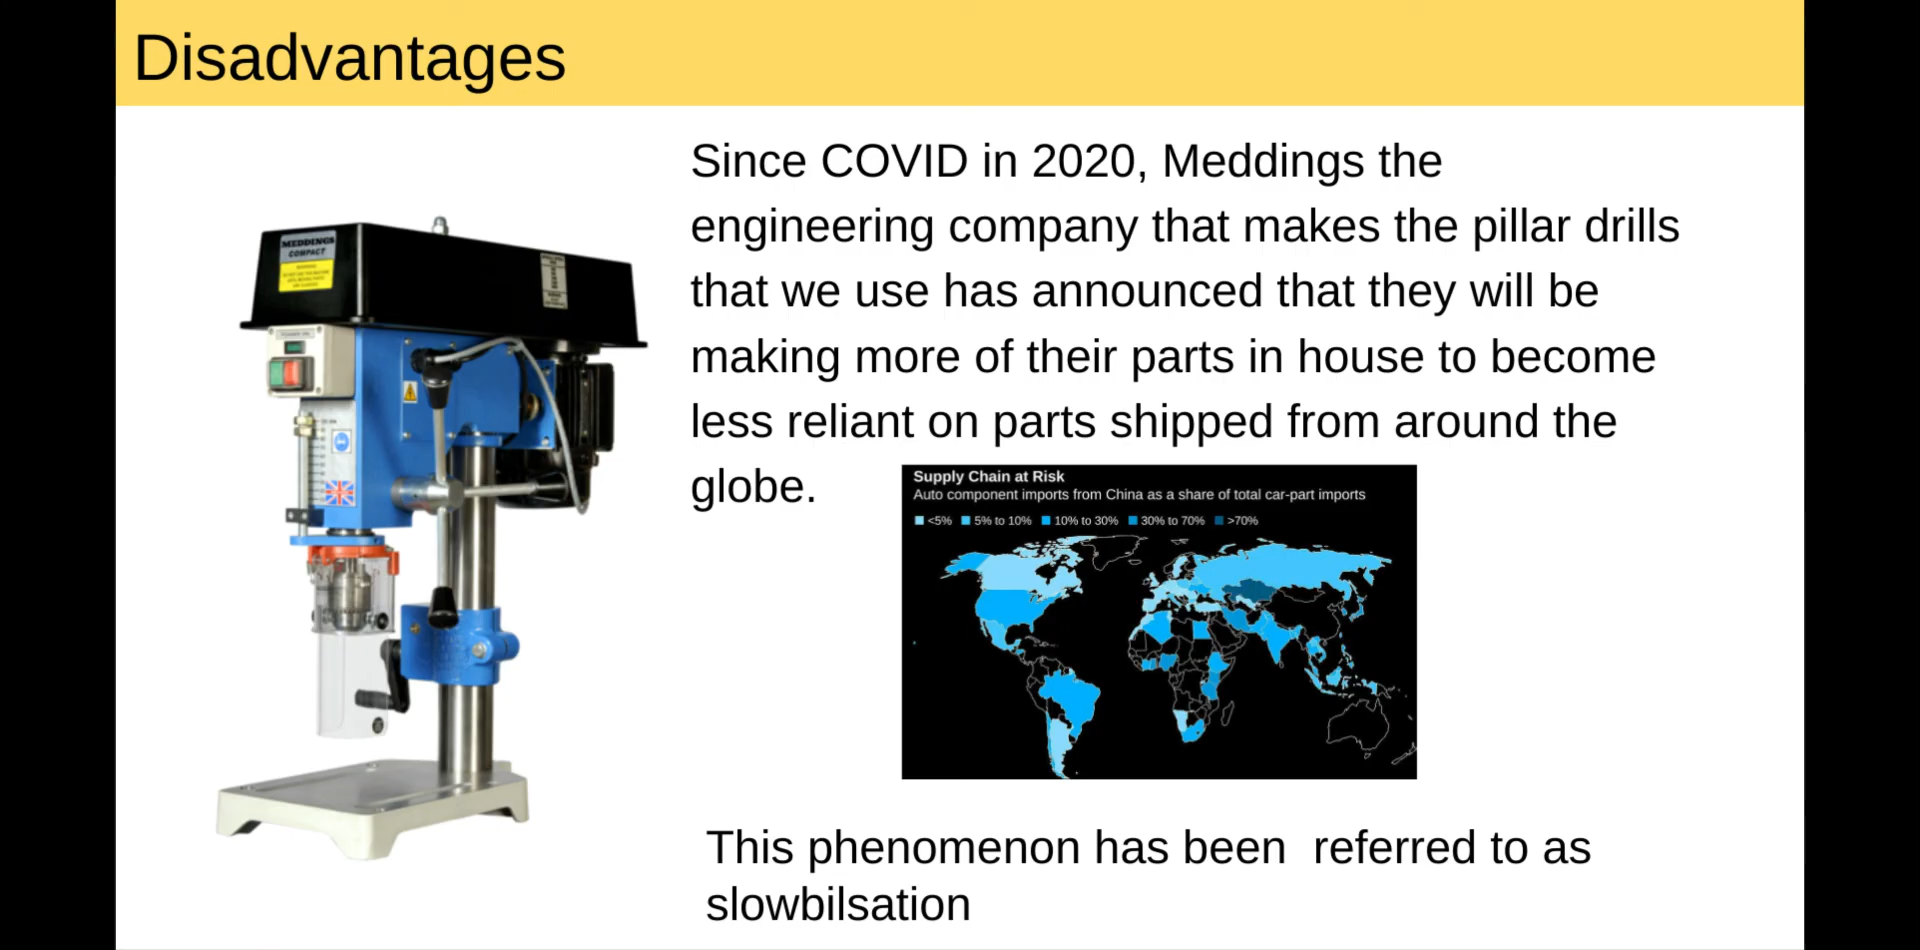 Disadvantages
Since COVID in 2020, Meddings the
engineering company that makes the pillar drills
that we use has announced that they will be
making more of their parts in house to become
less reliant on parts shipped from around the
globe.
MEDDINGS
COMPACT
Supply Chain at Risk
Auto component imports from China as a share of total car-part imports
<5% 5% to 10% 10% to 30% 30% to 70% >70%
This phenomenon has been  referred to as
slowbilsation